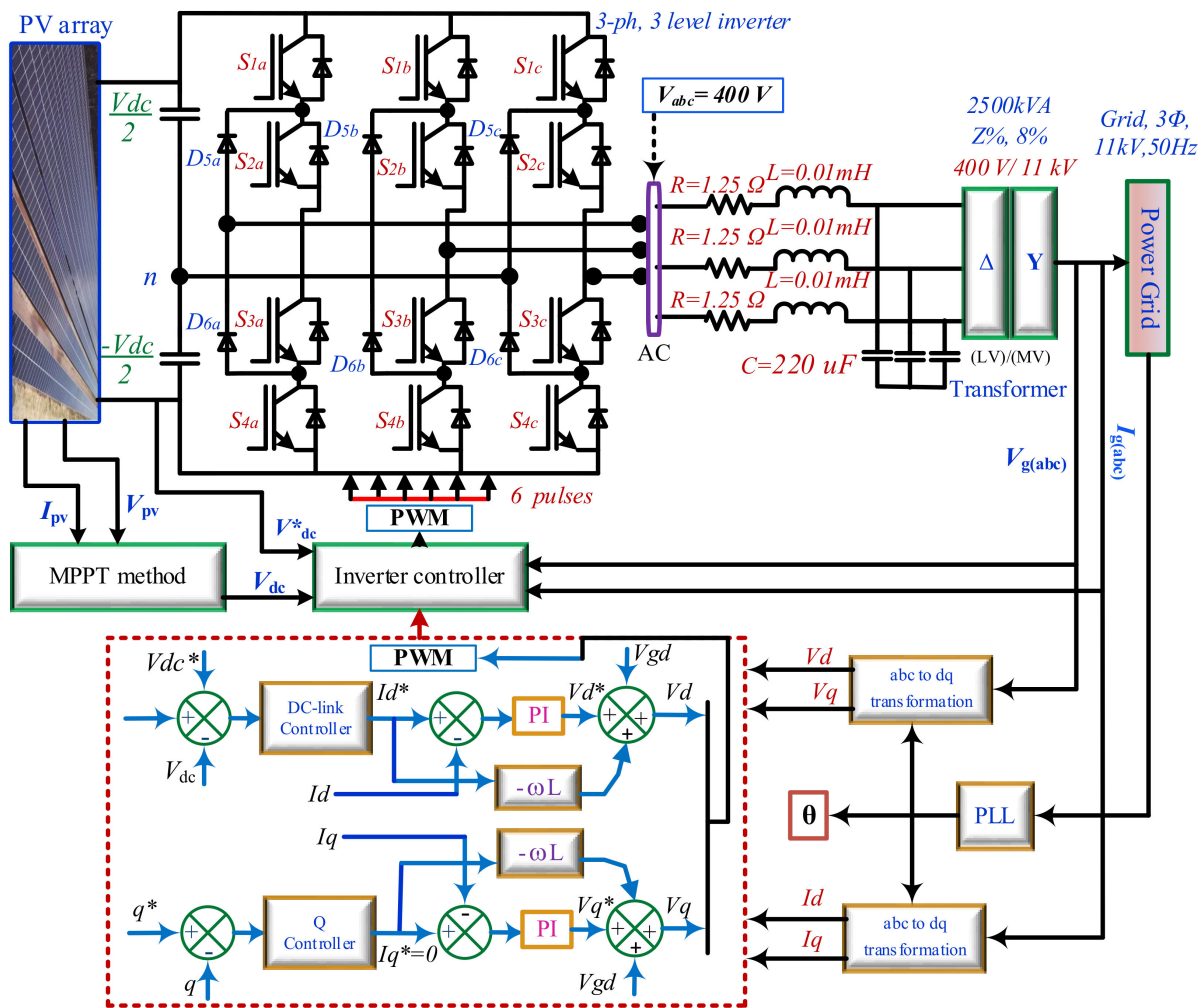 PV array
3-ph, 3 level inverter
S1a
S1b
S1c
Vdc
2
Vabc= 400 V
2500kVA
Z%, 8%
400 V/ 11 kV
Grid, 3Φ,
11kV,50Hz
D5a
S2a
D5b
S2b
D5c
S2c
R=1.25 Ω
L=0.01mH
R=1.25 Ω
L=0.01mH
R=1.25 Ω
L=0.01mH
Δ
Y
Power Grid
n
D6a
S3a
D6b
S3b
D6c
S3c
-Vdc
2
AC
C=220 uF
(LV)/(MV)
Transformer
S4a
S4b
S4c
Vg(abc)
Ig(abc)
6 pulses
Ipv
Vpv
V*dc
PWM
MPPT method
Vdc
Inverter controller
PWM
Vdc*
DC-link
Controller
Id*
PI
Vd*
Vgd
Vd
+
-
+
-
+
+
+
Vdc
Id
-ωL
Iq
-ωL
q*
Q
Controller
Iq*=0
PI
Vq*
Vq
+
-
+
-
+
+
+
q
Vgd
Vd
Vq
abc to dq
transformation
θ
PLL
Id
Iq
abc to dq
transformation